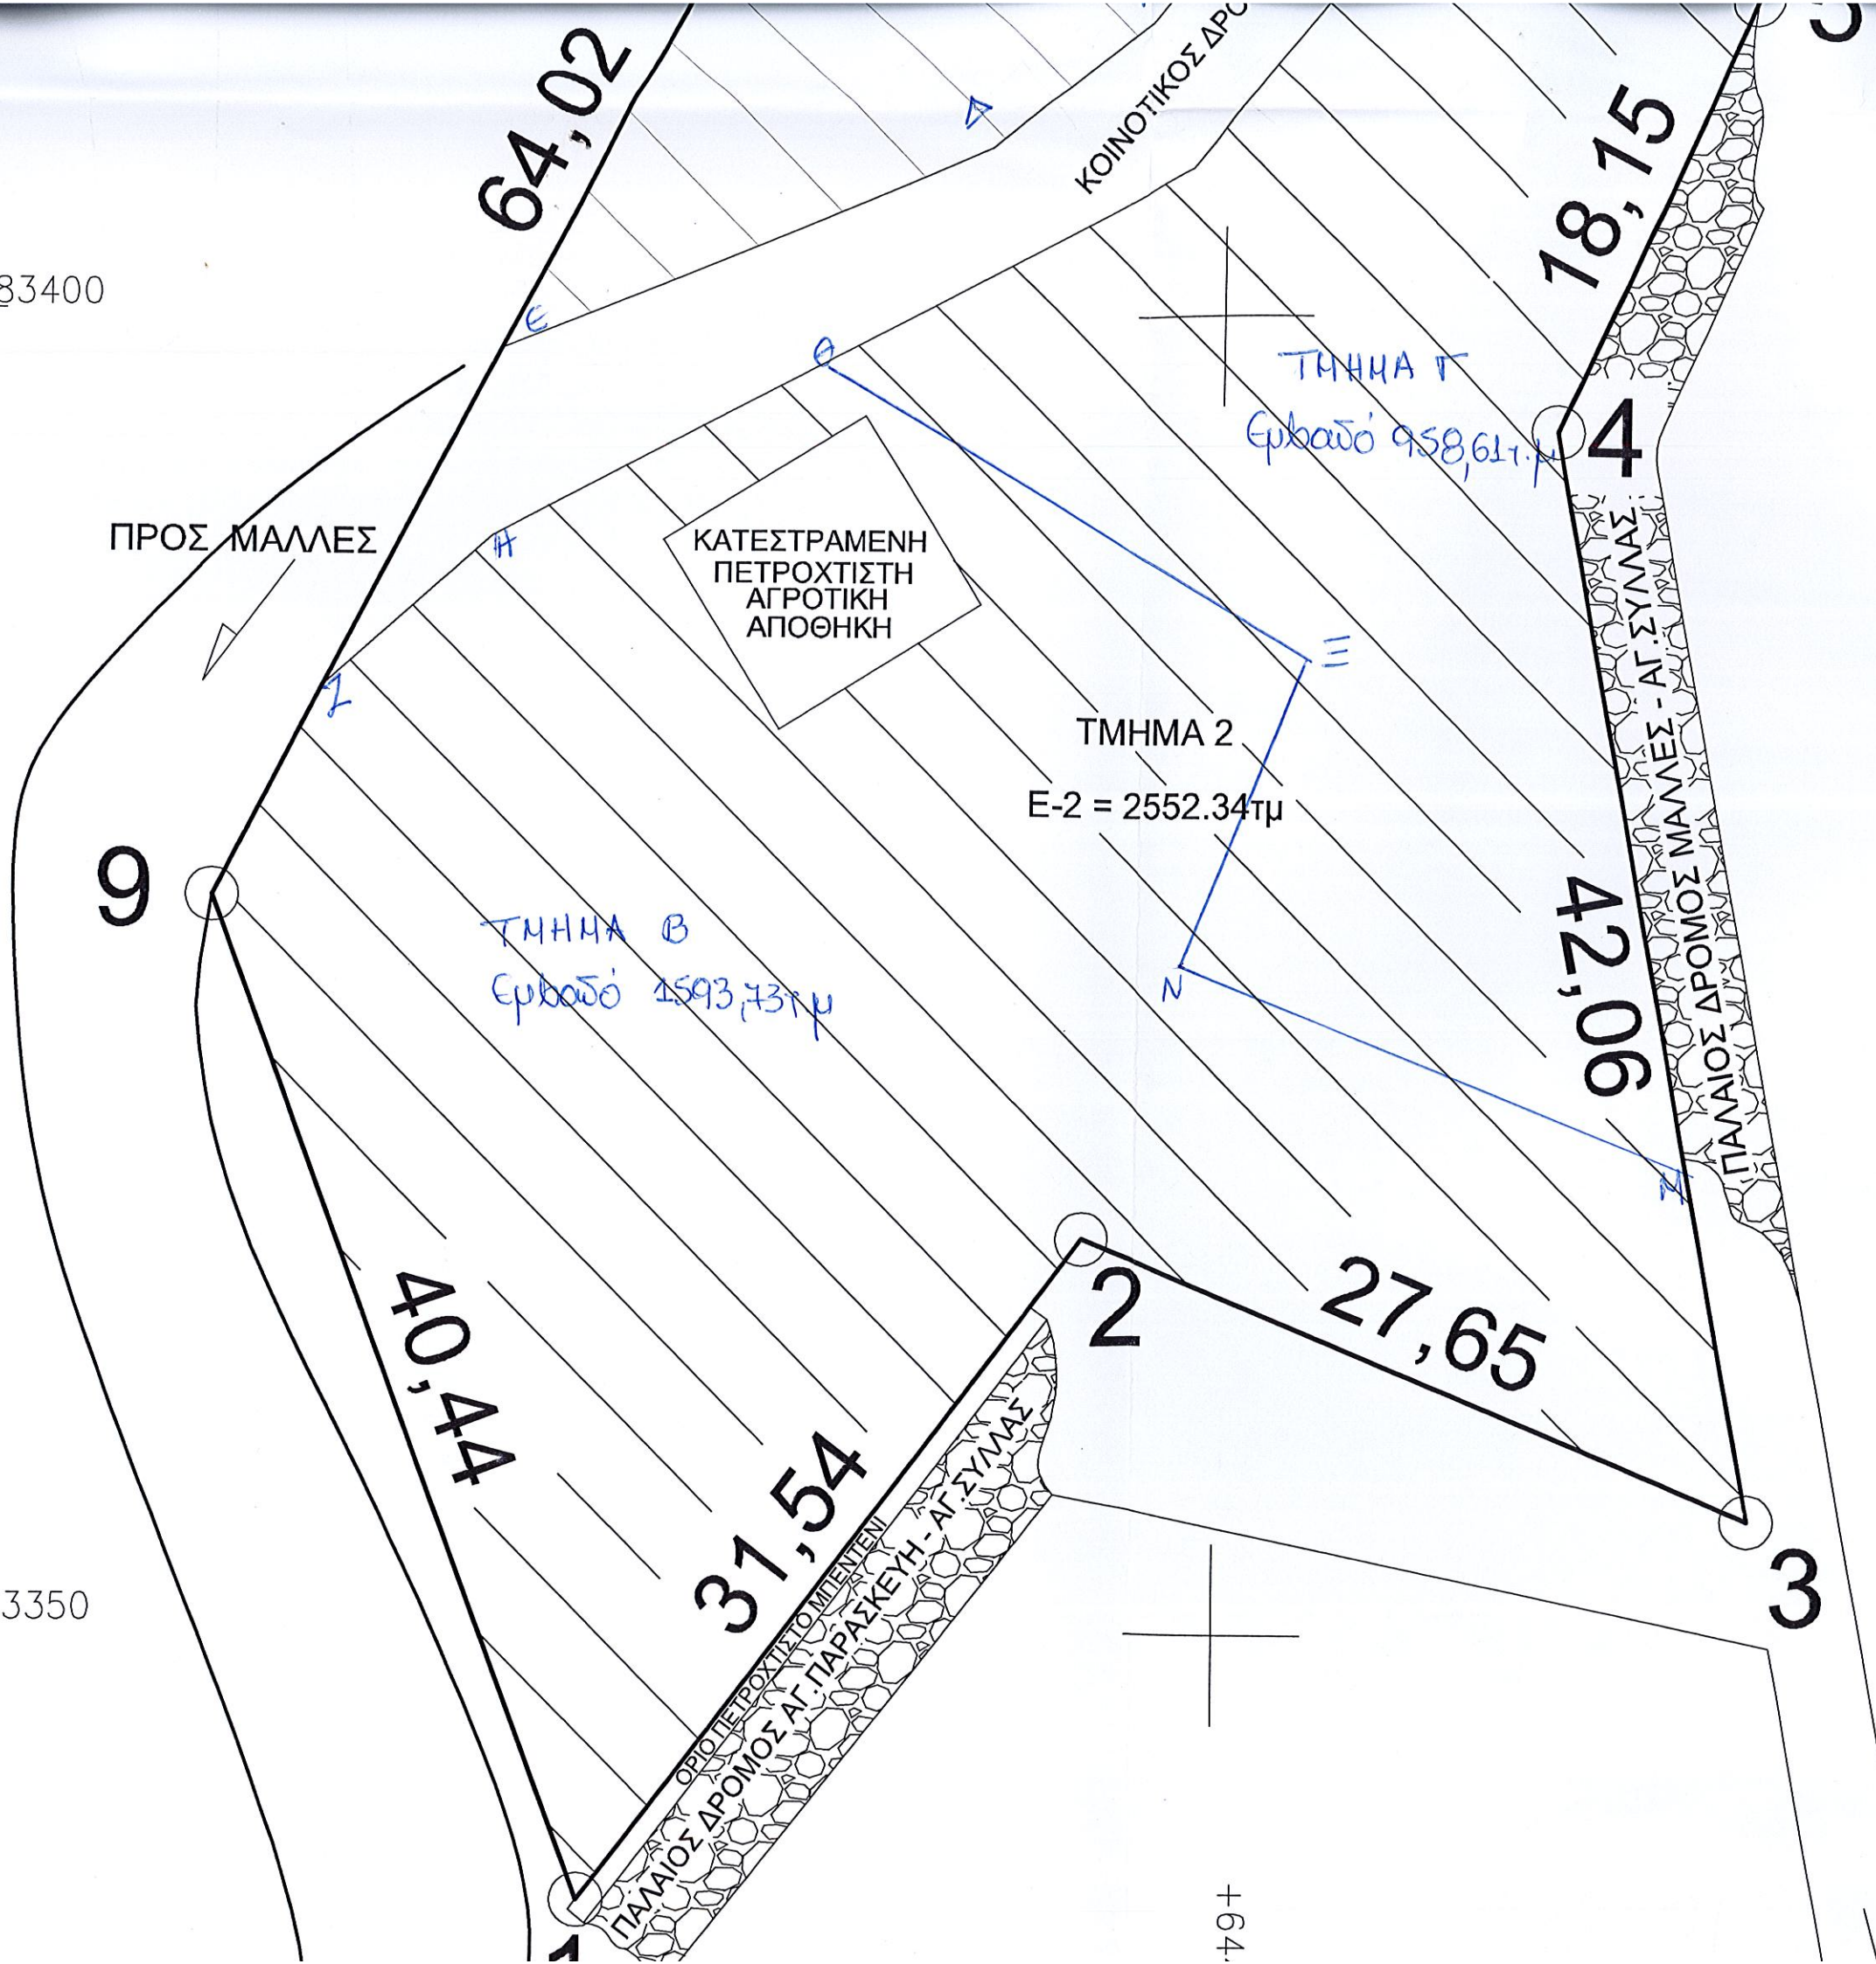 5
64,02
Δ
ΚΟΙΝΟΤΙΚΟΣ ΔΡΟ
18,15
83400
Ε
Θ
ΤΜΗΜΑ Γ
Εμβαδό 958,61τ.μ
4
ΠΡΟΣ ΜΑΛΛΕΣ
Η
ΚΑΤΕΣΤΡΑΜΕΝΗ
ΠΕΤΡΟΧΤΙΣΤΗ
ΑΓΡΟΤΙΚΗ
ΑΠΟΘΗΚΗ
Ξ
Ζ
ΤΜΗΜΑ 2
Ε-2 = 2552.34τμ
ΠΑΛΑΙΟΣ ΔΡΟΜΟΣ ΜΑΛΛΕΣ - ΑΓ.ΣΥΛΛΑΣ
9
ΤΜΗΜΑ Β
Εμβαδό 1593,73τ.μ
Ν
42,06
Μ
2
27,65
40,44
31,54
ΟΡΙΟ ΠΕΤΡΟΧΤΙΣΤΟ ΜΠΕΝΤΕΝΙ
ΠΑΛΑΙΟΣ ΔΡΟΜΟΣ ΑΓ.ΠΑΡΑΣΚΕΥΗ - ΑΓ.ΣΥΛΛΑΣ
3
3350
1
+64